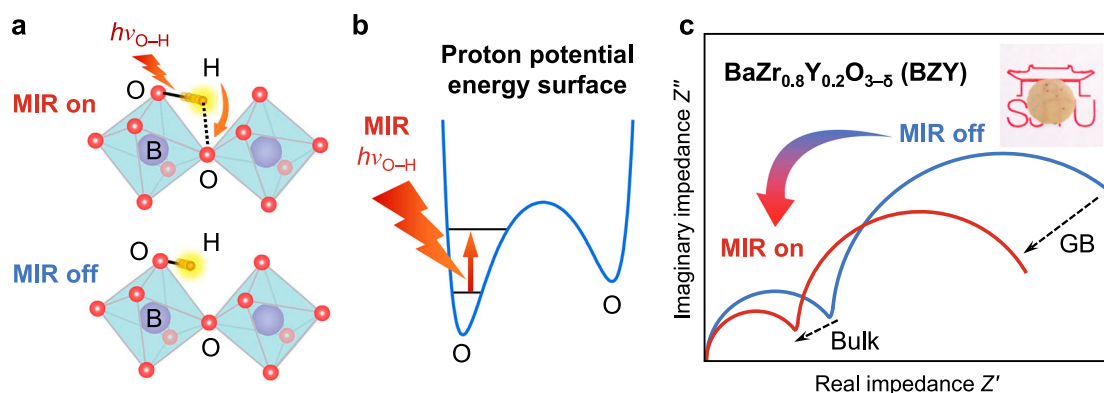 a
hν_O–H
H
O
MIR on
B
O
H
O
MIR off
B
O
b
Proton potential
energy surface
MIR
hν_O–H
O
O
c
BaZr₀.₈Y₀.₂O₃₋δ (BZY)
SJTU
MIR off
MIR on
GB
Bulk
Imaginary impedance Z″
Real impedance Z′